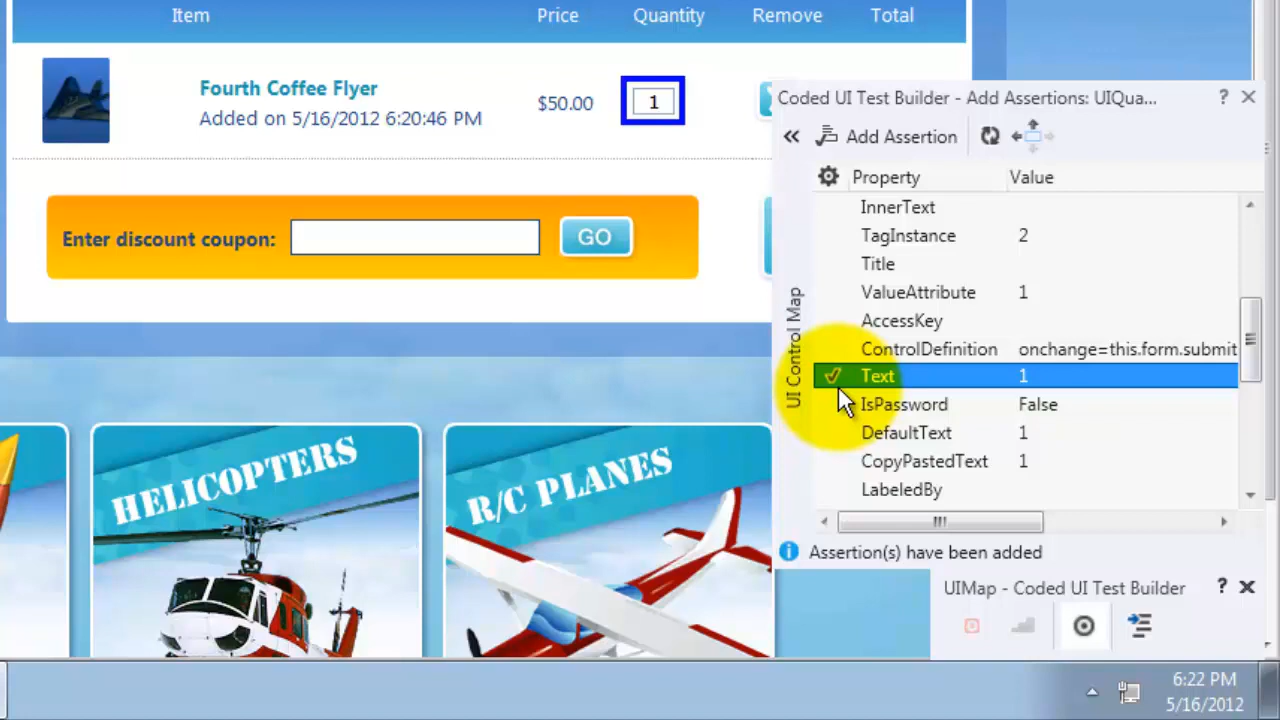 Item Price Quantity Remove Total
Fourth Coffee Flyer
Added on 5/16/2012 6:20:46 PM
$50.00
1
Enter discount coupon:
GO
HELICOPTERS
R/C PLANES
Coded UI Test Builder - Add Assertions: UIQua...
? 
Add Assertion
UI Control Map
Property Value
InnerText
TagInstance 2
Title
ValueAttribute 1
AccessKey
ControlDefinition onchange=this.form.submit
Text 1
IsPassword False
DefaultText 1
CopyPastedText 1
LabeledBy
Assertion(s) have been added
UIMap - Coded UI Test Builder
?
6:22 PM
5/16/2012